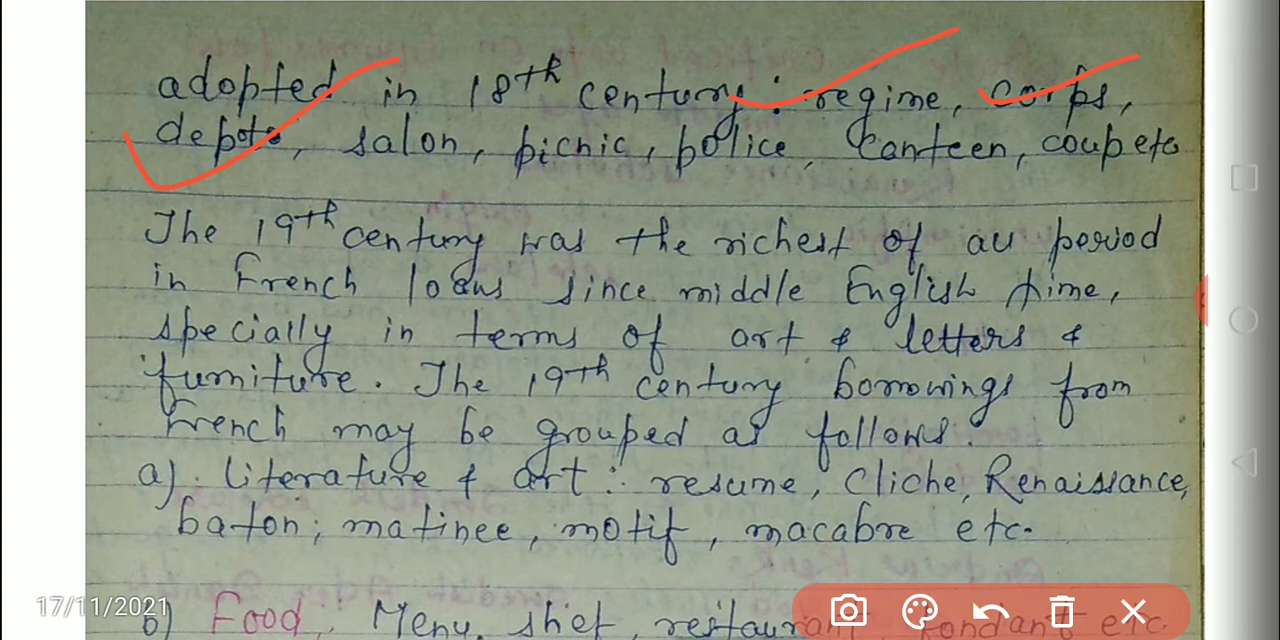 adopted in 18th century : regime, corps,
depots, salon, picnic, police, Canteen, coup etc
The 19th century was the richest of all period
in French loans since middle English time,
specially in terms of art & letters &
furniture. The 19th century borrowings from
French may be grouped as follows.
a). literature & art : resume, Cliche, Renaissance,
baton, matinee, motif, macabre etc.
b) Food : Menu, shef, restaurant, fondant etc.
17/11/2021